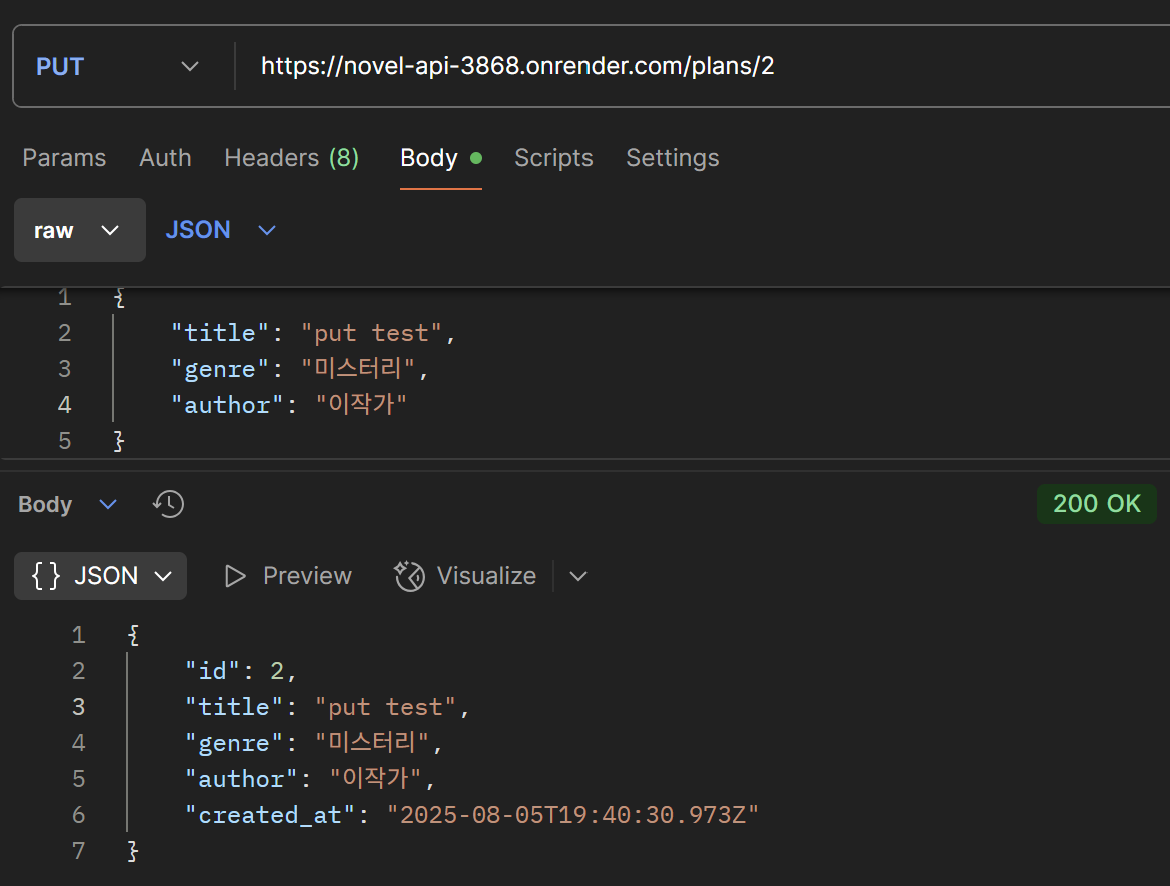 PUT https://novel-api-3868.onrender.com/plans/2
Params Auth Headers (8) Body Scripts Settings
raw JSON
1 {
2 "title": "put test",
3 "genre": "미스터리",
4 "author": "이작가"
5 }
Body 200 OK
{ } JSON Preview Visualize
1 {
2 "id": 2,
3 "title": "put test",
4 "genre": "미스터리",
5 "author": "이작가",
6 "created_at": "2025-08-05T19:40:30.973Z"
7 }